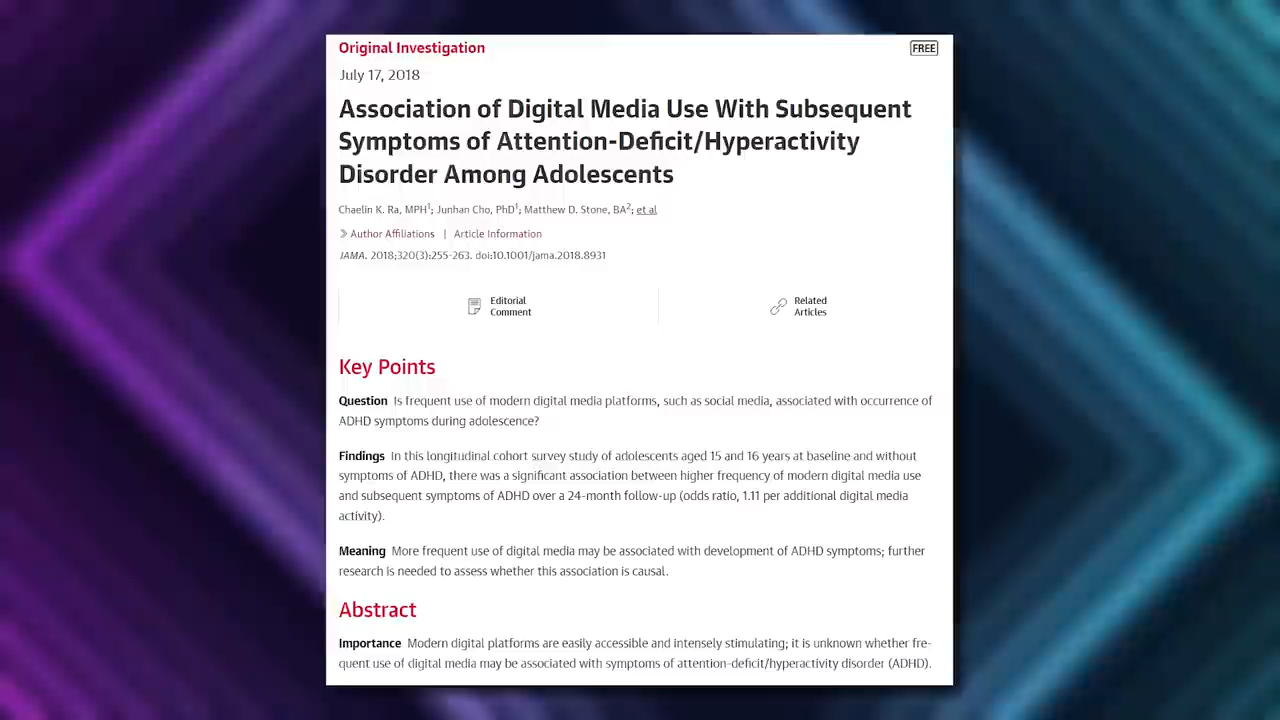 Original Investigation
FREE
July 17, 2018
Association of Digital Media Use With Subsequent
Symptoms of Attention-Deficit/Hyperactivity
Disorder Among Adolescents
Chaelin K. Ra, MPH1; Junhan Cho, PhD1; Matthew D. Stone, BA2; et al
Author Affiliations | Article Information
JAMA. 2018;320(3):255-263. doi:10.1001/jama.2018.8931
Editorial
Comment
Related
Articles
Key Points
Question Is frequent use of modern digital media platforms, such as social media, associated with occurrence of
ADHD symptoms during adolescence?
Findings In this longitudinal cohort survey study of adolescents aged 15 and 16 years at baseline and without
symptoms of ADHD, there was a significant association between higher frequency of modern digital media use
and subsequent symptoms of ADHD over a 24-month follow-up (odds ratio, 1.11 per additional digital media
activity).
Meaning More frequent use of digital media may be associated with development of ADHD symptoms; further
research is needed to assess whether this association is causal.
Abstract
Importance Modern digital platforms are easily accessible and intensely stimulating; it is unknown whether fre-
quent use of digital media may be associated with symptoms of attention-deficit/hyperactivity disorder (ADHD).